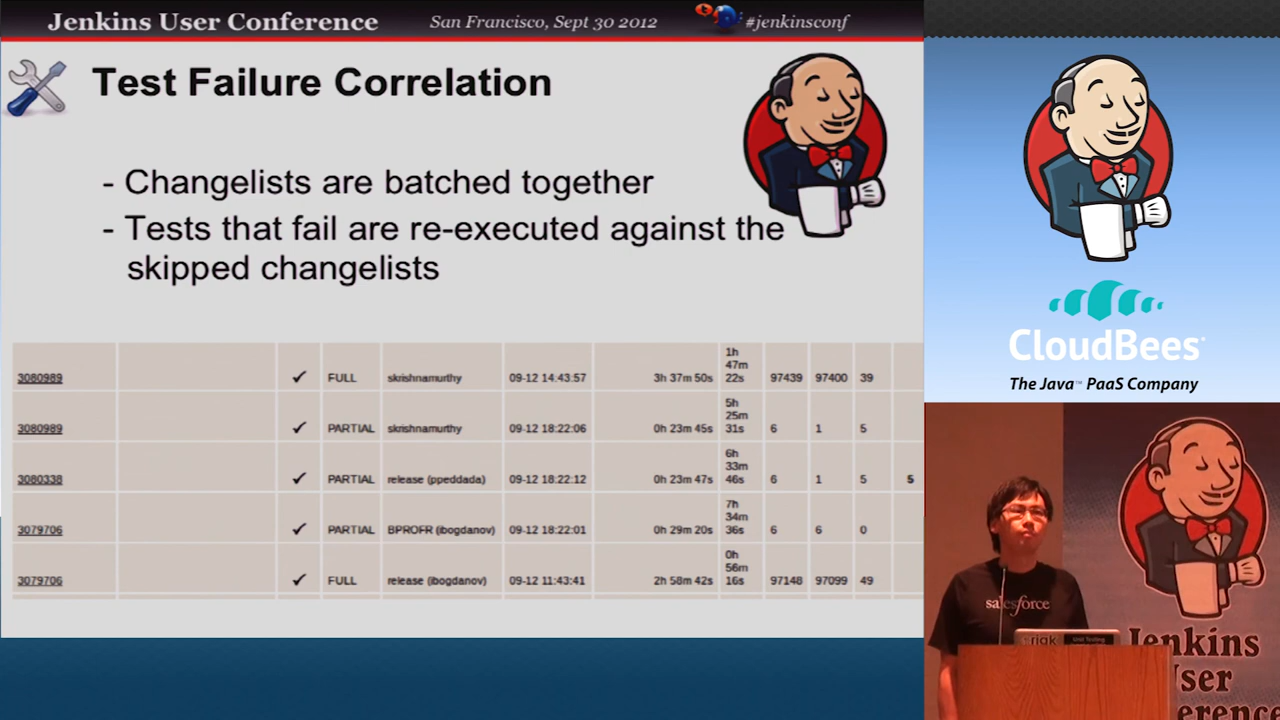 Jenkins User Conference San Francisco, Sept 30 2012 #jenkinsconf
Test Failure Correlation
- Changelists are batched together
- Tests that fail are re-executed against the
skipped changelists
3080989 ✓ FULL skrishnamurthy 09-12 14:43:57 3h 37m 50s 1h 47m 22s 97439 97400 39
3080989 ✓ PARTIAL skrishnamurthy 09-12 18:22:06 0h 23m 45s 5h 25m 31s 6 1 5
3080338 ✓ PARTIAL release (ppeddada) 09-12 18:22:12 0h 23m 47s 6h 33m 46s 6 1 5 5
3079706 ✓ PARTIAL BPROFR (ibogdanov) 09-12 18:22:01 0h 29m 20s 7h 34m 36s 6 6 0
3079706 ✓ FULL release (ibogdanov) 09-12 11:43:41 2h 58m 42s 0h 56m 16s 97148 97099 49
CloudBees
The Java™ PaaS Company
salesforce
riak
Jenkins
User
Conference